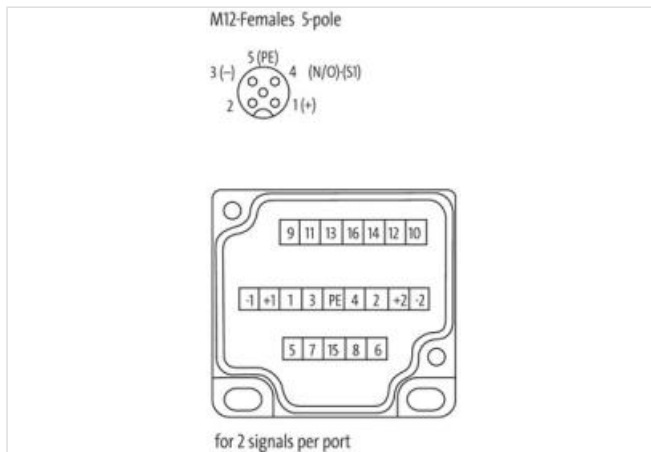 M12-Females 5-pole
5 (PE)
3 (–) 4 (N/O)-(S1)
2 1 (+)
9 11 13 16 14 12 10
-1 +1 1 3 PE 4 2 +2 -2
5 7 15 8 6
for 2 signals per port